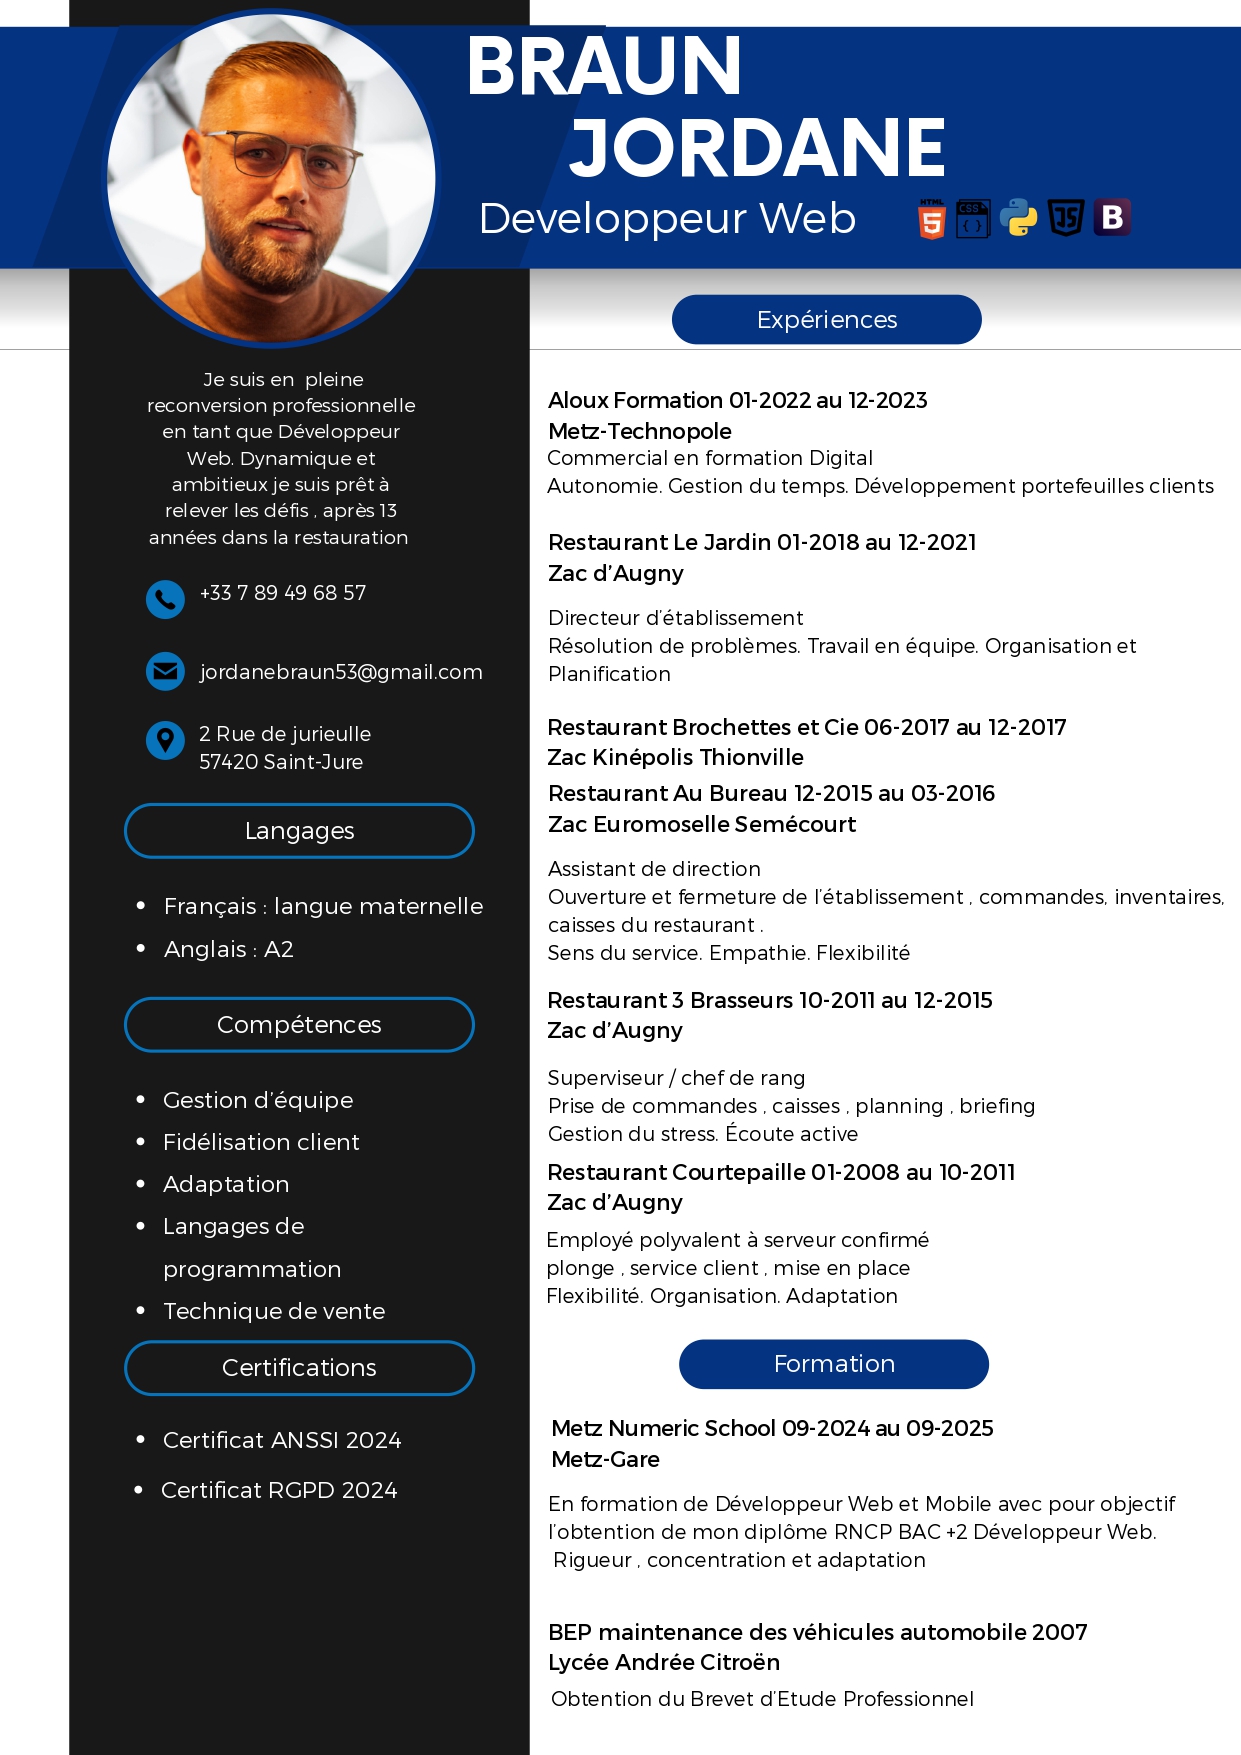 BRAUN
JORDANE
Developpeur Web
HTML
5
CSS
{ }
JS
B
Je suis en pleine
reconversion professionnelle
en tant que Développeur
Web. Dynamique et
ambitieux je suis prêt à
relever les défis , après 13
années dans la restauration
+33 7 89 49 68 57
jordanebraun53@gmail.com
2 Rue de jurieulle
57420 Saint-Jure
Langages
• Français : langue maternelle
• Anglais : A2
Compétences
• Gestion d'équipe
• Fidélisation client
• Adaptation
• Langages de
programmation
• Technique de vente
Certifications
• Certificat ANSSI 2024
• Certificat RGPD 2024
Expériences
Aloux Formation 01-2022 au 12-2023
Metz-Technopole
Commercial en formation Digital
Autonomie. Gestion du temps. Développement portefeuilles clients
Restaurant Le Jardin 01-2018 au 12-2021
Zac d'Augny
Directeur d'établissement
Résolution de problèmes. Travail en équipe. Organisation et
Planification
Restaurant Brochettes et Cie 06-2017 au 12-2017
Zac Kinépolis Thionville
Restaurant Au Bureau 12-2015 au 03-2016
Zac Euromoselle Semécourt
Assistant de direction
Ouverture et fermeture de l'établissement , commandes, inventaires,
caisses du restaurant .
Sens du service. Empathie. Flexibilité
Restaurant 3 Brasseurs 10-2011 au 12-2015
Zac d'Augny
Superviseur / chef de rang
Prise de commandes , caisses , planning , briefing
Gestion du stress. Écoute active
Restaurant Courtepaille 01-2008 au 10-2011
Zac d'Augny
Employé polyvalent à serveur confirmé
plonge , service client , mise en place
Flexibilité. Organisation. Adaptation
Formation
Metz Numeric School 09-2024 au 09-2025
Metz-Gare
En formation de Développeur Web et Mobile avec pour objectif
l'obtention de mon diplôme RNCP BAC +2 Développeur Web.
Rigueur , concentration et adaptation
BEP maintenance des véhicules automobile 2007
Lycée Andrée Citroën
Obtention du Brevet d'Etude Professionnel